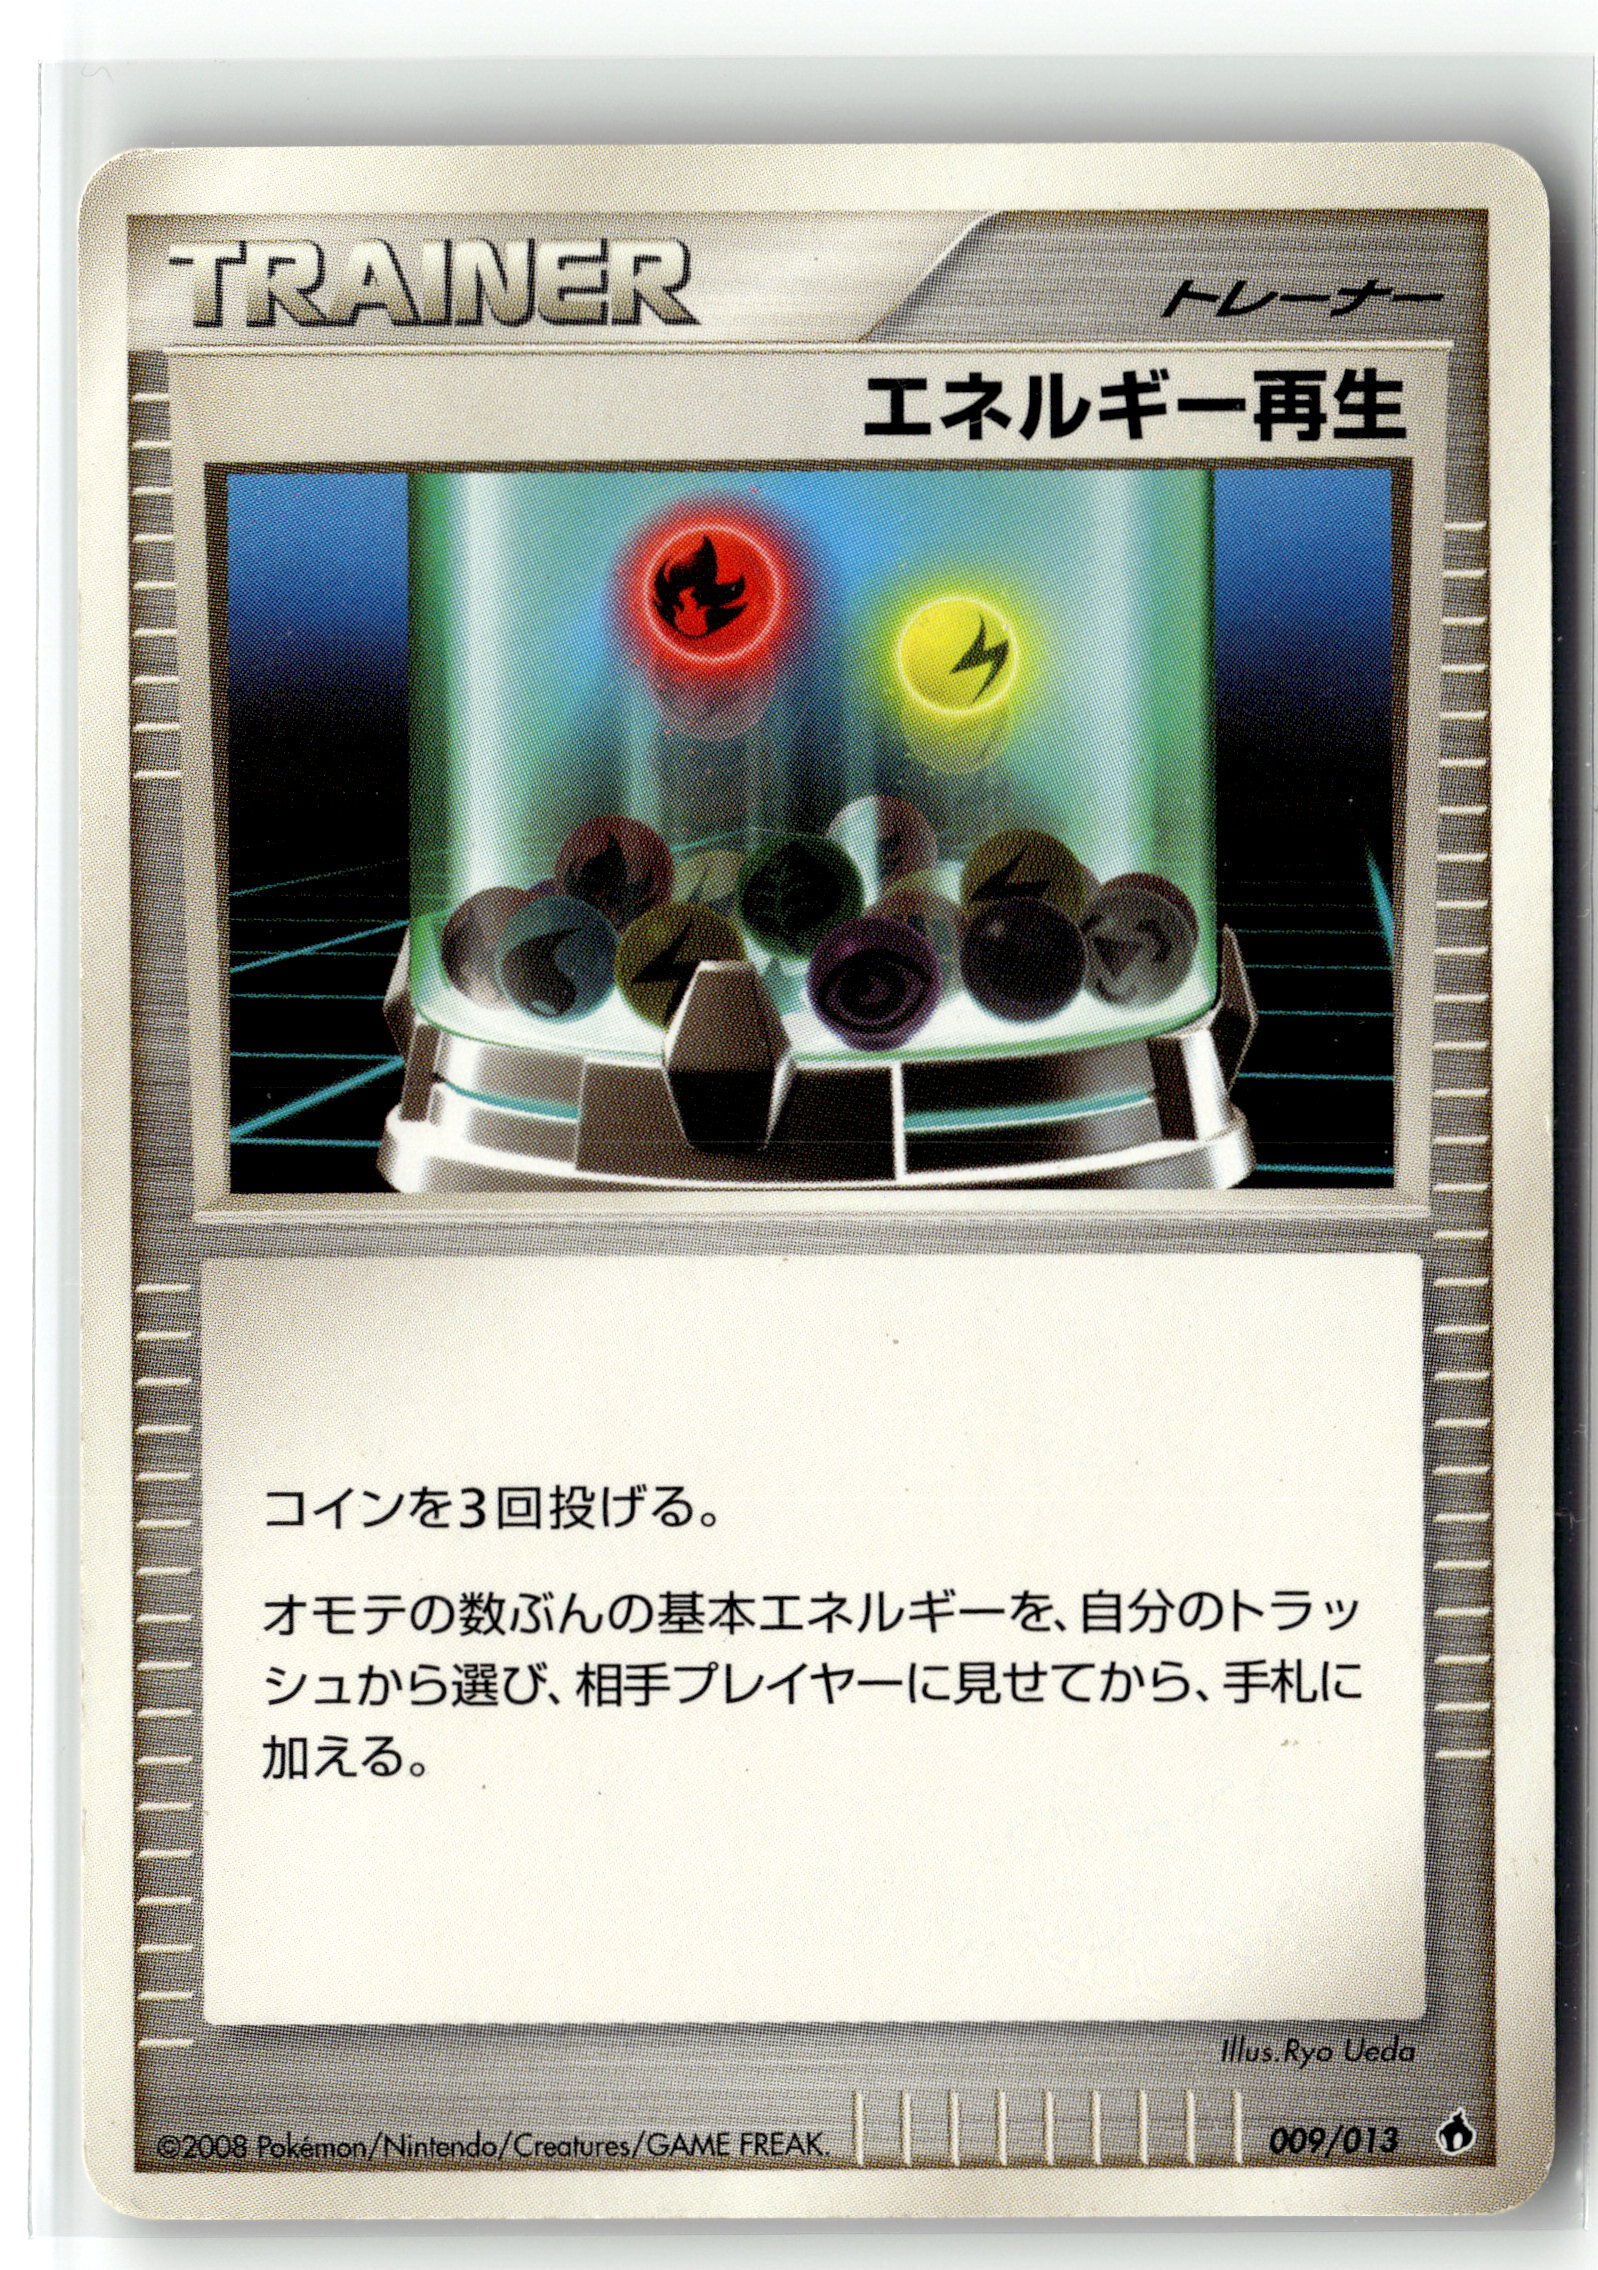 TRAINER
トレーナー
エネルギー再生
コインを3回投げる。
オモテの数ぶんの基本エネルギーを、自分のトラッ
シュから選び、相手プレイヤーに見せてから、手札に
加える。
Illus.Ryo Ueda
©2008 Pokémon/Nintendo/Creatures/GAME FREAK.
009/013